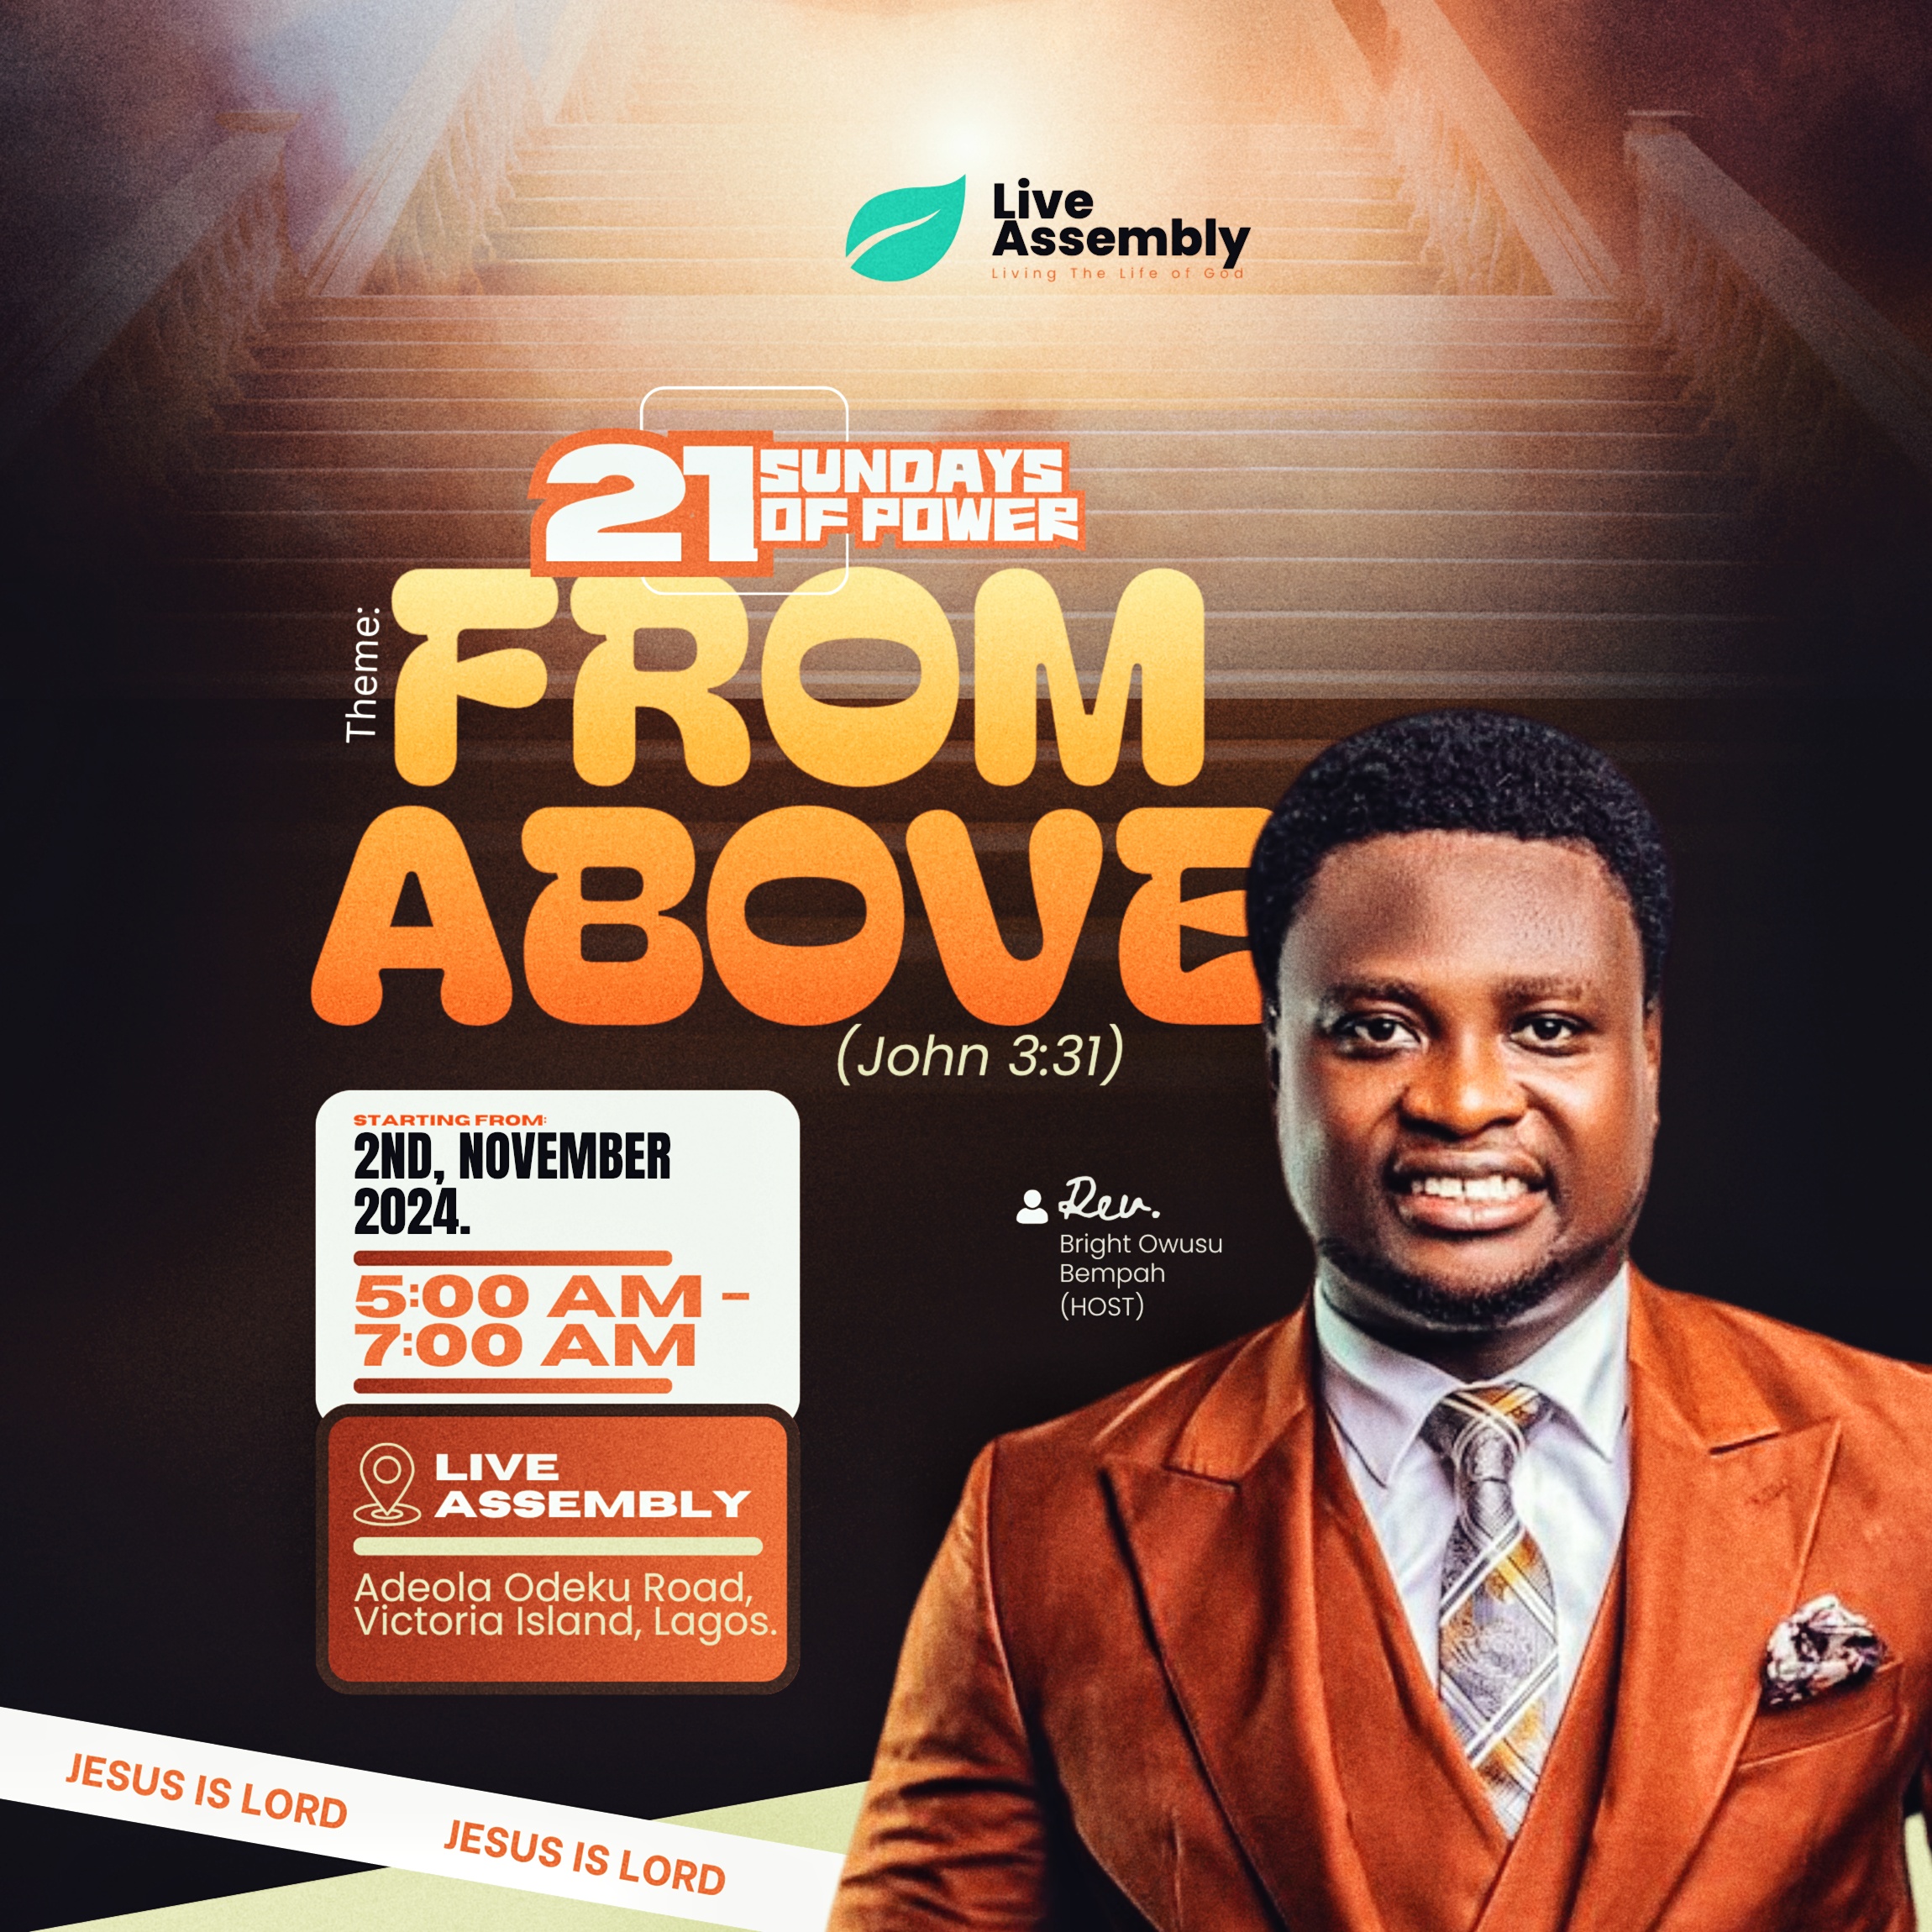 Live
Assembly
Living The Life of God
21 SUNDAYS
OF POWER
Theme:
FROM
ABOVE
(John 3:31)
STARTING FROM:
2ND, NOVEMBER
2024.
5:00 AM -
7:00 AM
LIVE
ASSEMBLY
Adeola Odeku Road,
Victoria Island, Lagos.
Rev.
Bright Owusu
Bempah
(HOST)
JESUS IS LORD
JESUS IS LORD